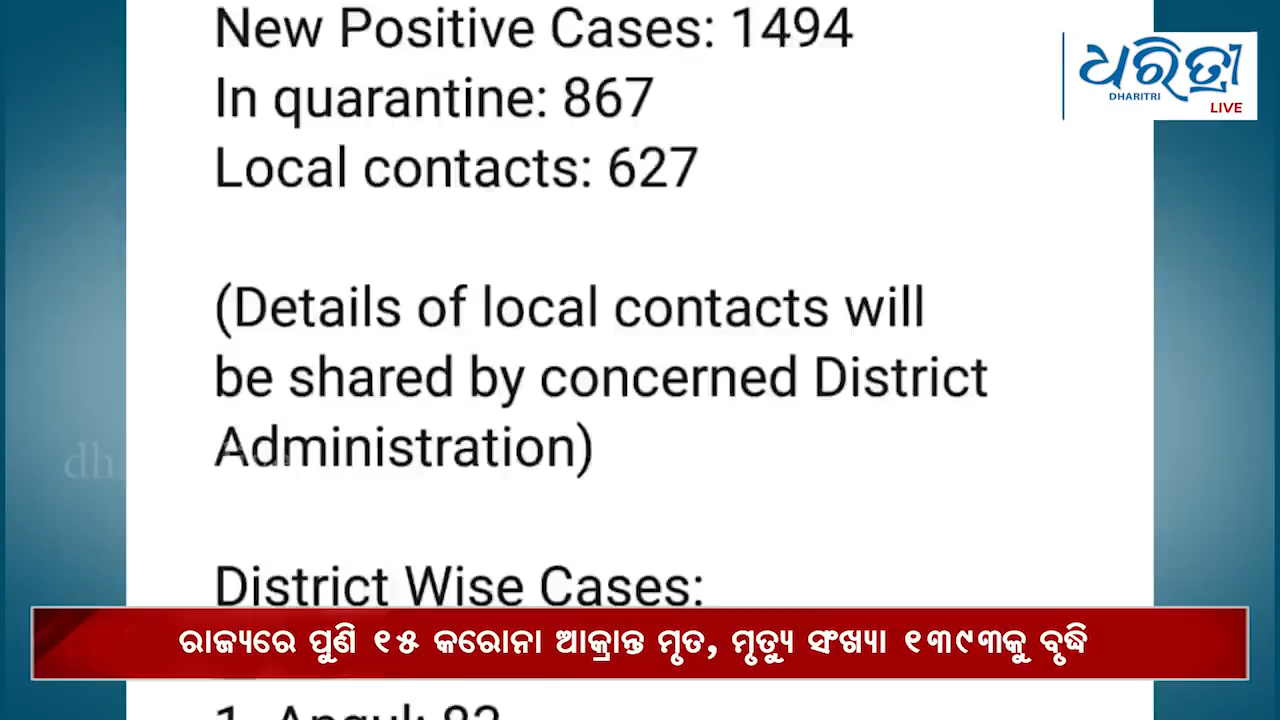 New Positive Cases: 1494
In quarantine: 867
Local contacts: 627
(Details of local contacts will
be shared by concerned District
Administration)
District Wise Cases:
ଧରିତ୍ରୀ
DHARITRI
LIVE
ରାଜ୍ୟରେ ପୁଣି ୧୫ କରୋନା ଆକ୍ରାନ୍ତ ମୃତ, ମୃତ୍ୟୁ ସଂଖ୍ୟା ୧୩୯୩କୁ ବୃଦ୍ଧି